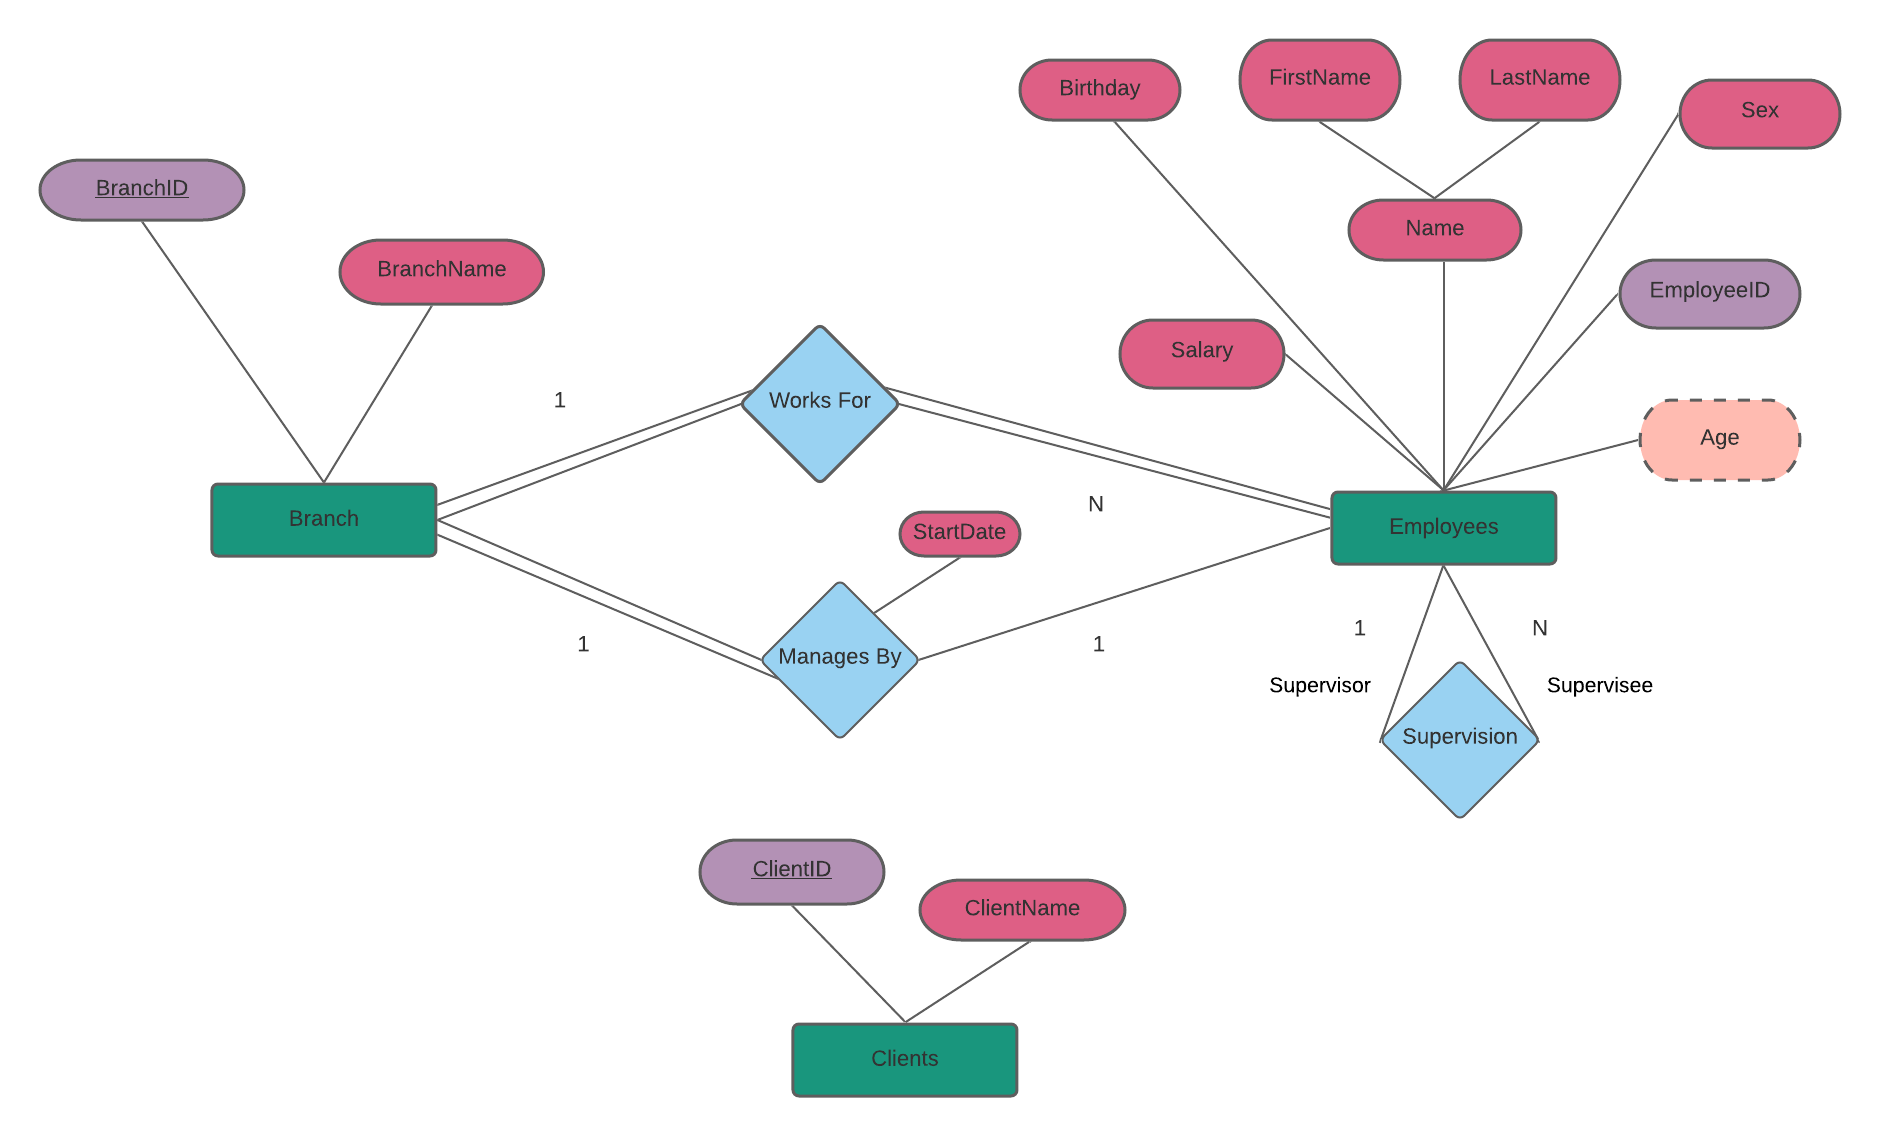 FirstName
LastName
Birthday
Sex
BranchID
Name
BranchName
EmployeeID
Salary
1
Works For
Age
N
Branch
StartDate
Employees
1
Manages By
1
1
N
Supervisor
Supervisee
Supervision
ClientID
ClientName
Clients